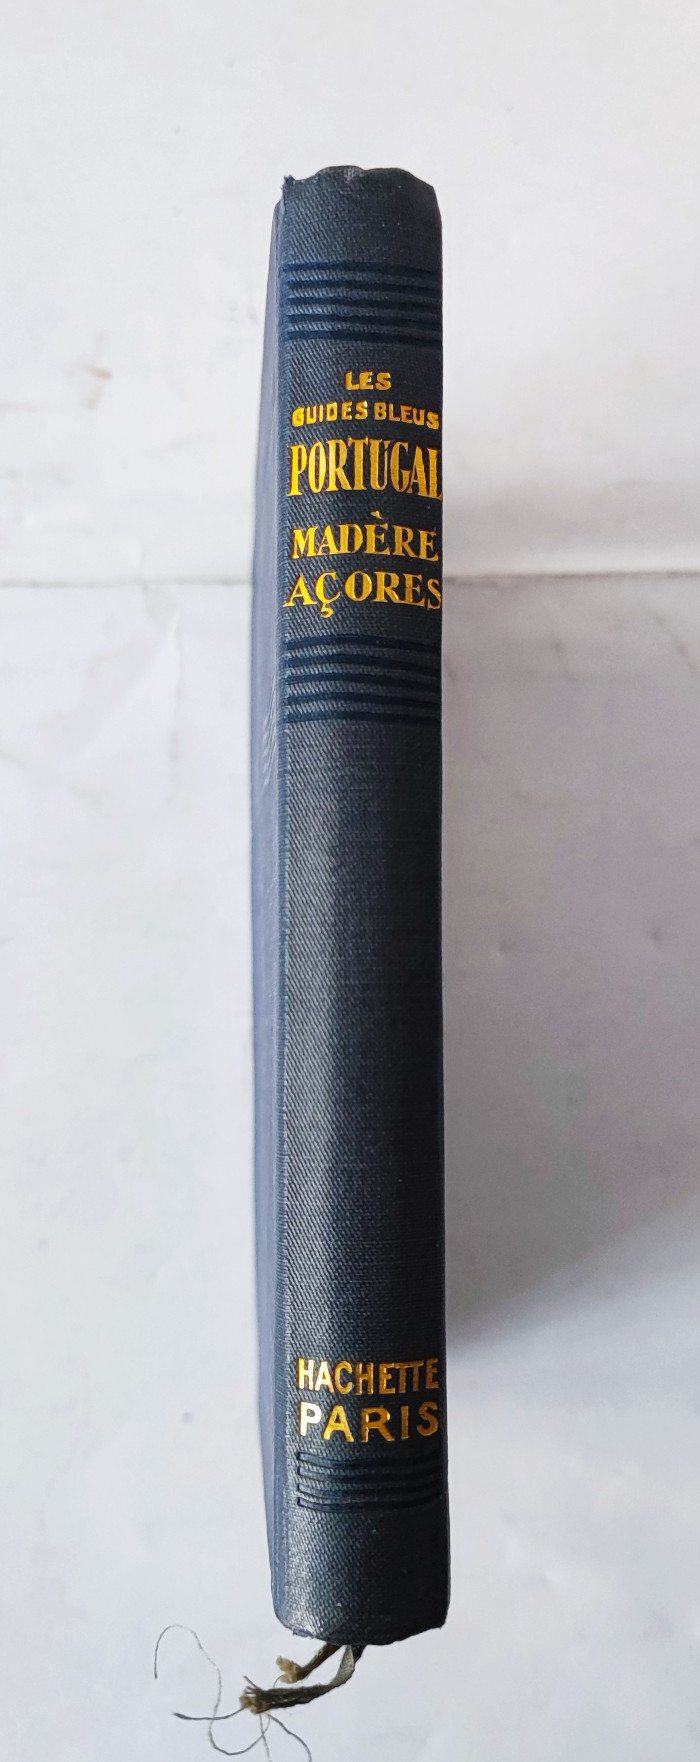 LES
GUIDES BLEUS
PORTUGAL
MADÈRE
AÇORES
HACHETTE
PARIS